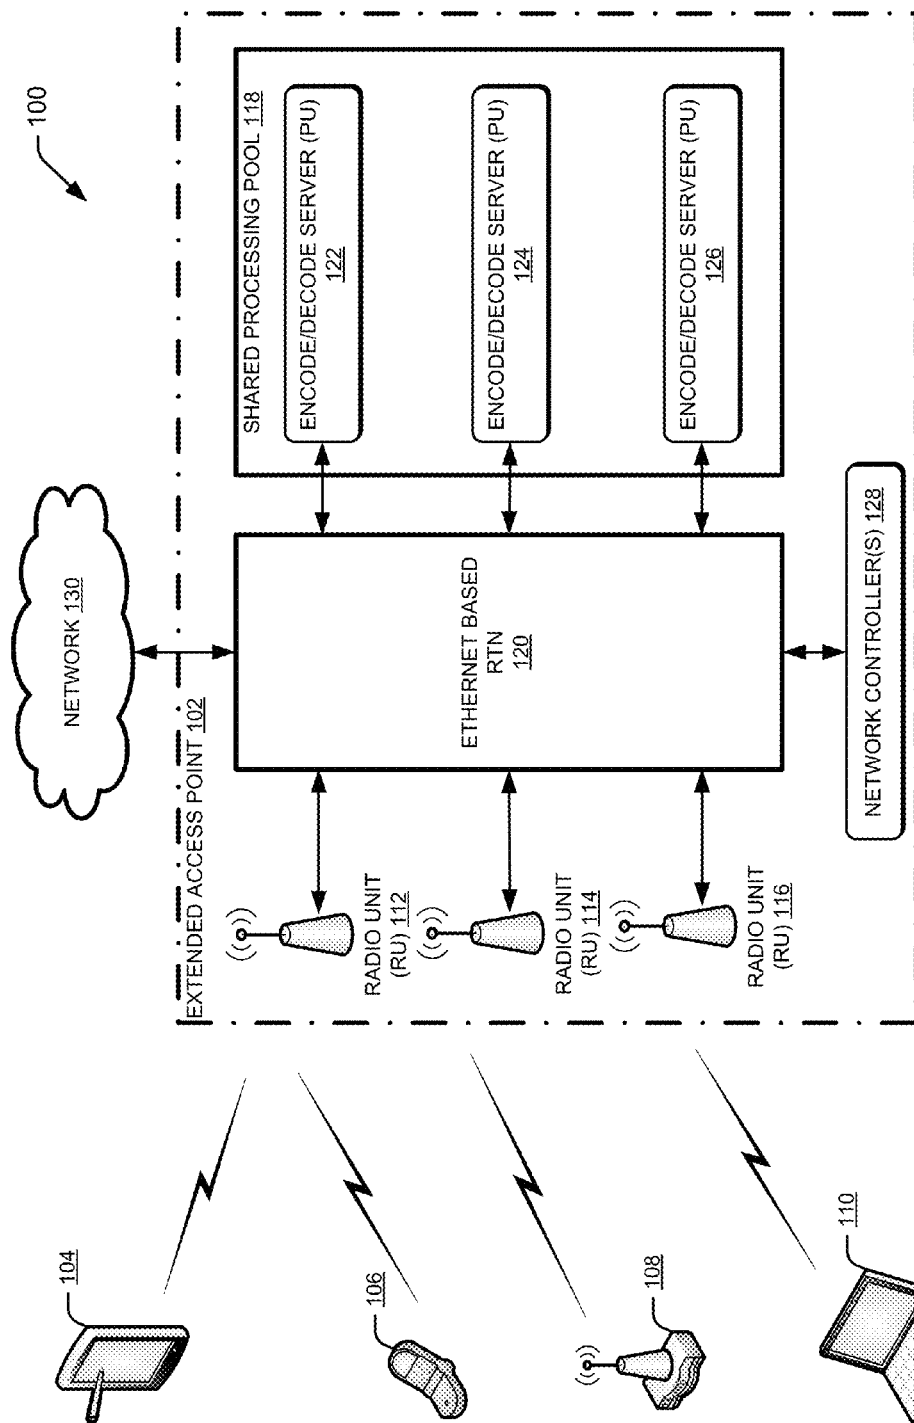 100
NETWORK 130
EXTENDED ACCESS POINT 102
SHARED PROCESSING POOL 118
ENCODE/DECODE SERVER (PU)
122
ENCODE/DECODE SERVER (PU)
124
ENCODE/DECODE SERVER (PU)
126
ETHERNET BASED
RTN
120
RADIO UNIT
(RU) 112
RADIO UNIT
(RU) 114
RADIO UNIT
(RU) 116
NETWORK CONTROLLER(S) 128
104
106
108
110